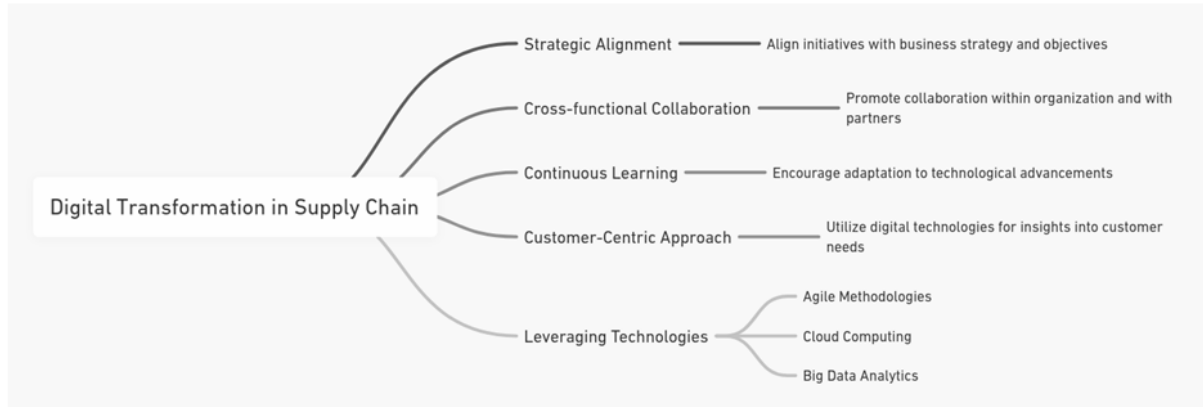 Digital Transformation in Supply Chain
Strategic Alignment
Align initiatives with business strategy and objectives
Cross-functional Collaboration
Promote collaboration within organization and with
partners
Continuous Learning
Encourage adaptation to technological advancements
Customer-Centric Approach
Utilize digital technologies for insights into customer
needs
Leveraging Technologies
Agile Methodologies
Cloud Computing
Big Data Analytics